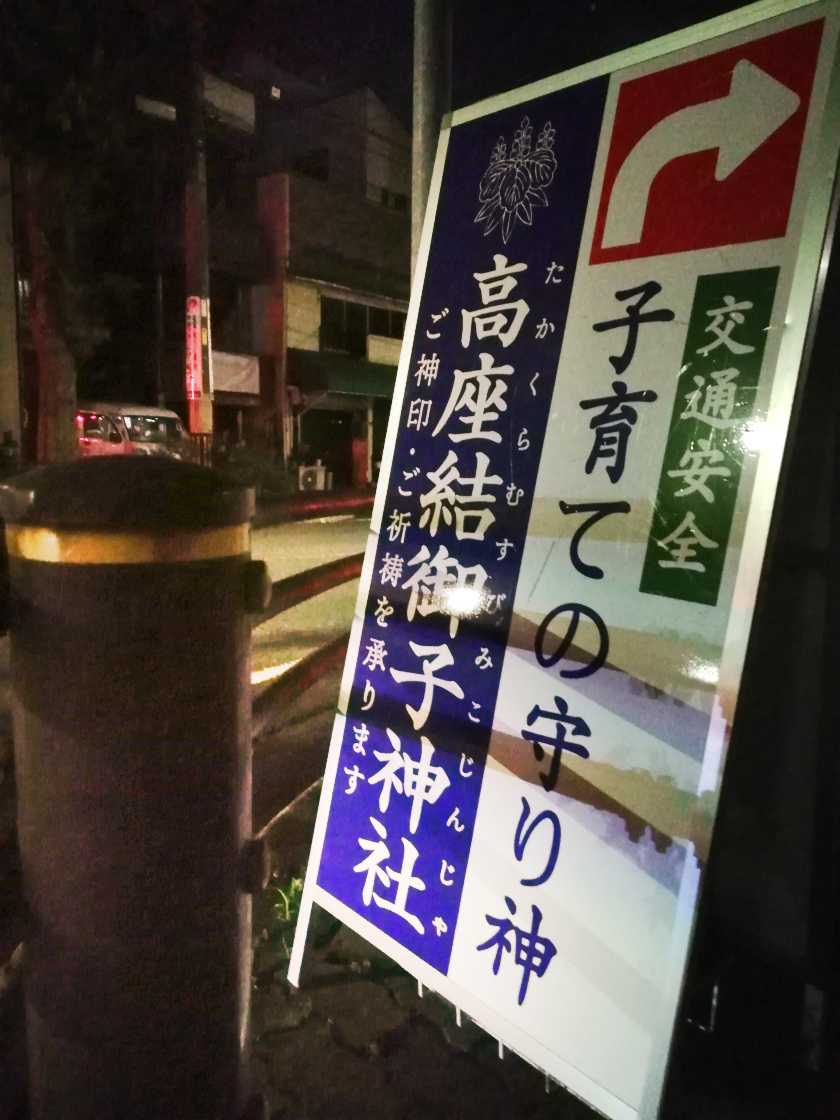 交通安全
子育ての守り神
たかくらむすびみこじんじゃ
高座結御子神社
ご神印・ご祈祷を承ります